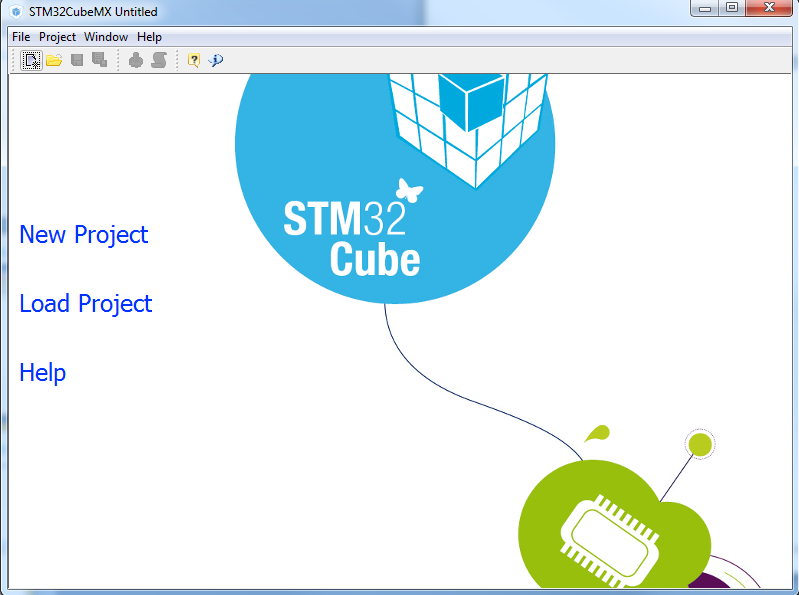 STM32CubeMX Untitled
File Project Window Help
?
STM32
Cube
New Project
Load Project
Help